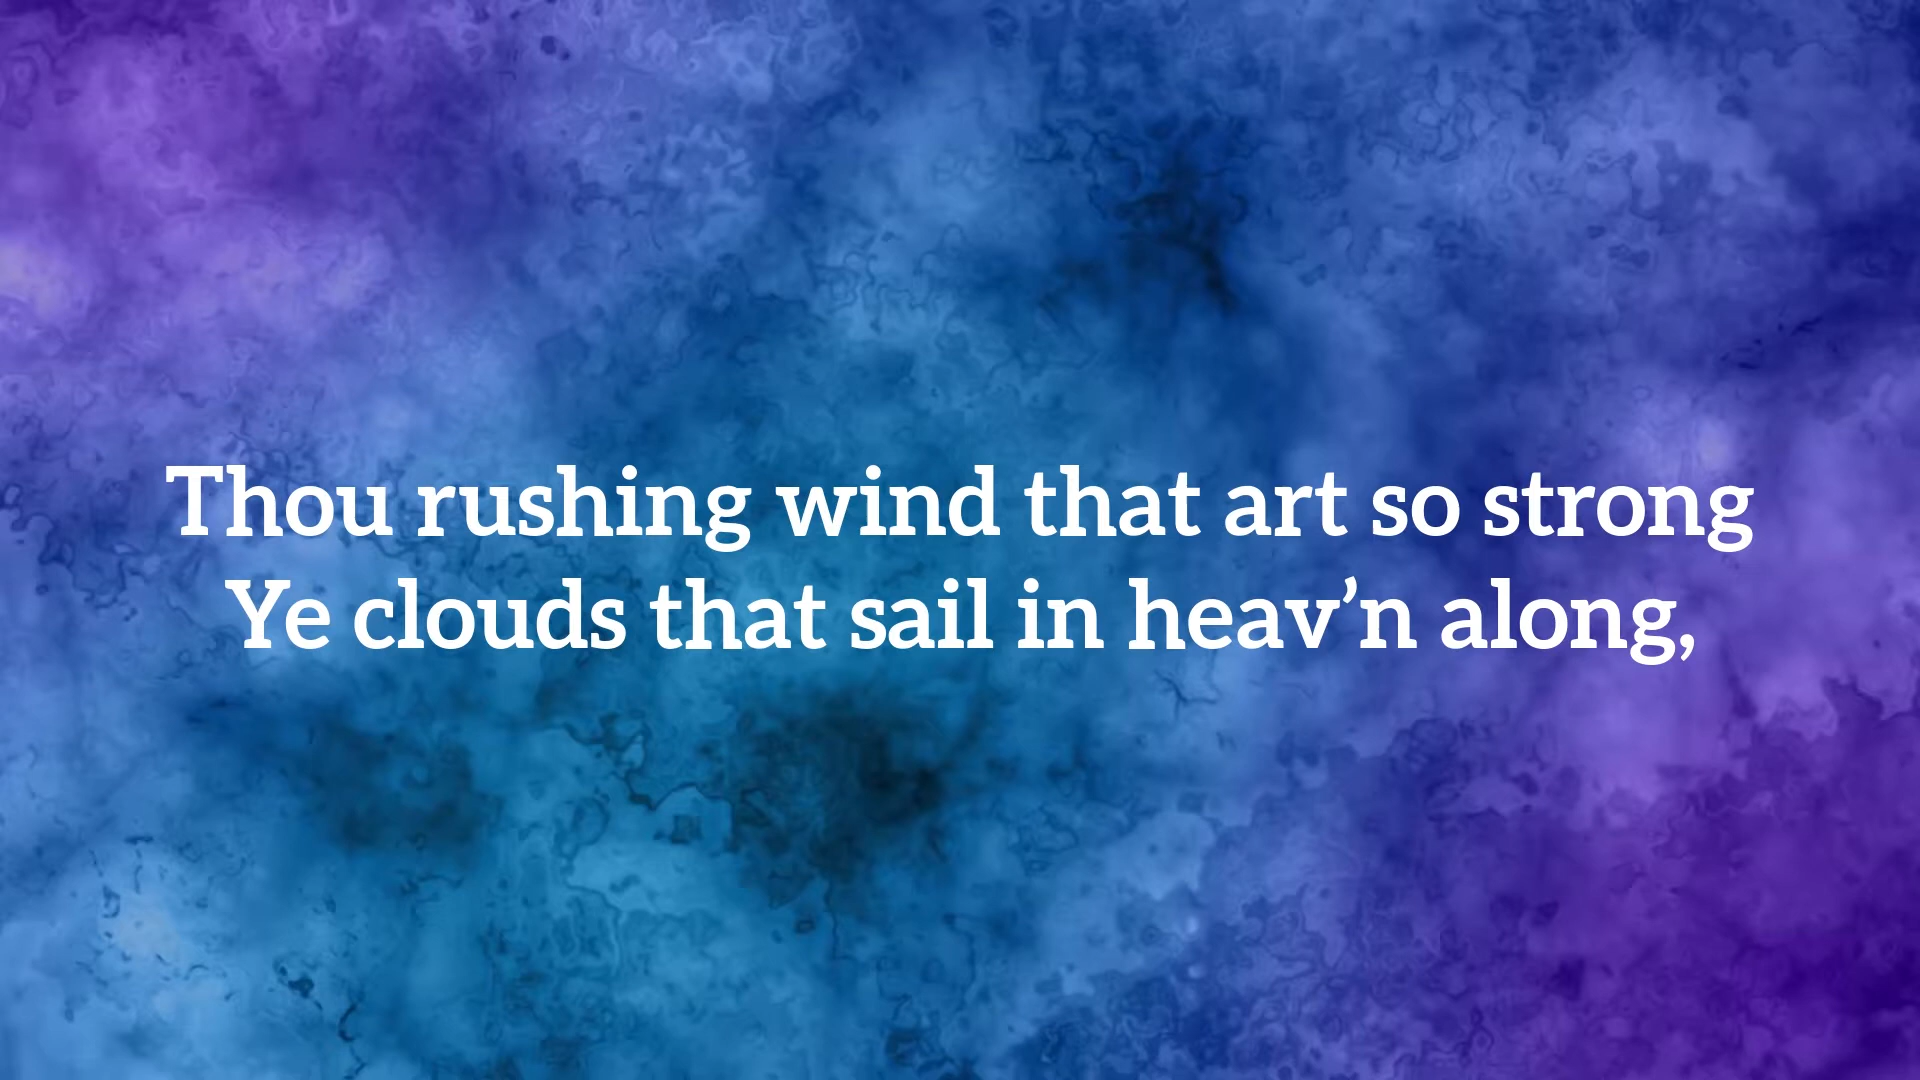 Thou rushing wind that art so strong
Ye clouds that sail in heav’n along,